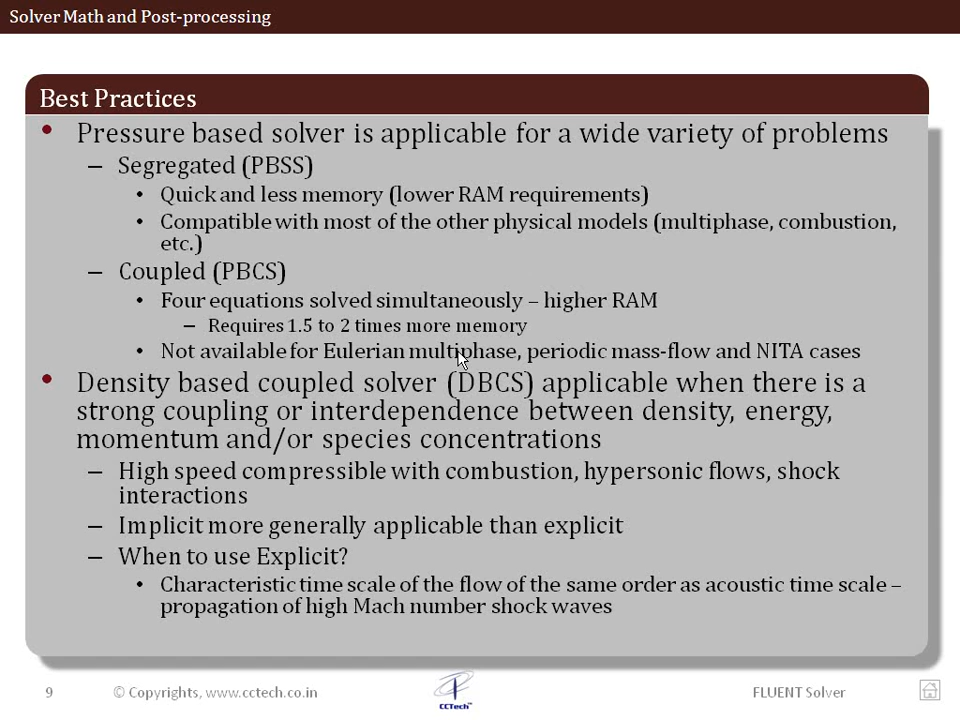 Solver Math and Post-processing
Best Practices
• Pressure based solver is applicable for a wide variety of problems
– Segregated (PBSS)
• Quick and less memory (lower RAM requirements)
• Compatible with most of the other physical models (multiphase, combustion,
etc.)
– Coupled (PBCS)
• Four equations solved simultaneously – higher RAM
– Requires 1.5 to 2 times more memory
• Not available for Eulerian multiphase, periodic mass-flow and NITA cases
• Density based coupled solver (DBCS) applicable when there is a
strong coupling or interdependence between density, energy,
momentum and/or species concentrations
– High speed compressible with combustion, hypersonic flows, shock
interactions
– Implicit more generally applicable than explicit
– When to use Explicit?
• Characteristic time scale of the flow of the same order as acoustic time scale –
propagation of high Mach number shock waves
9 © Copyrights, www.cctech.co.in CCTech™ FLUENT Solver